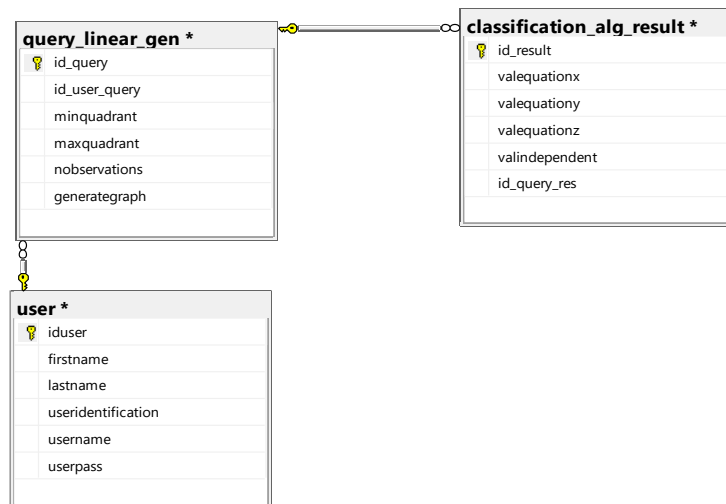 query_linear_gen *
id_query
id_user_query
minquadrant
maxquadrant
nobservations
generategraph
classification_alg_result *
id_result
valequationx
valequationy
valequationz
valindependent
id_query_res
user *
iduser
firstname
lastname
useridentification
username
userpass